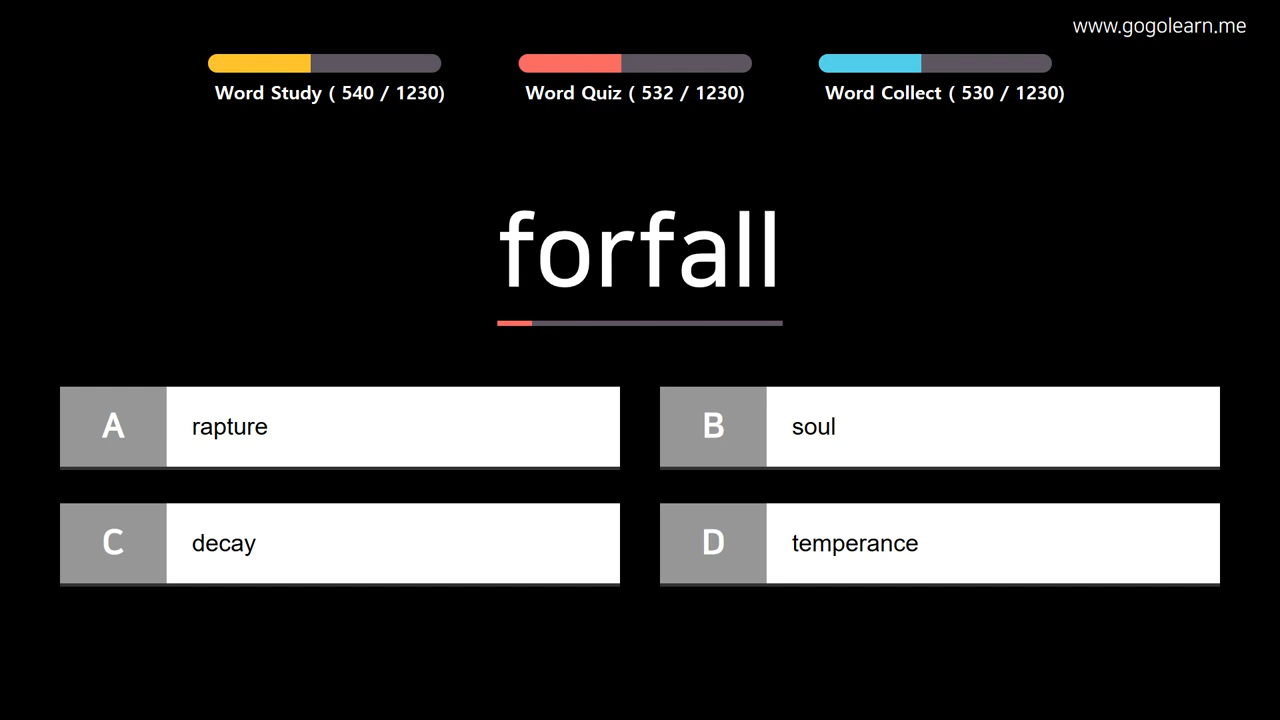 www.gogolearn.me
Word Study ( 540 / 1230)
Word Quiz ( 532 / 1230)
Word Collect ( 530 / 1230)
forfall
A rapture
B soul
C decay
D temperance